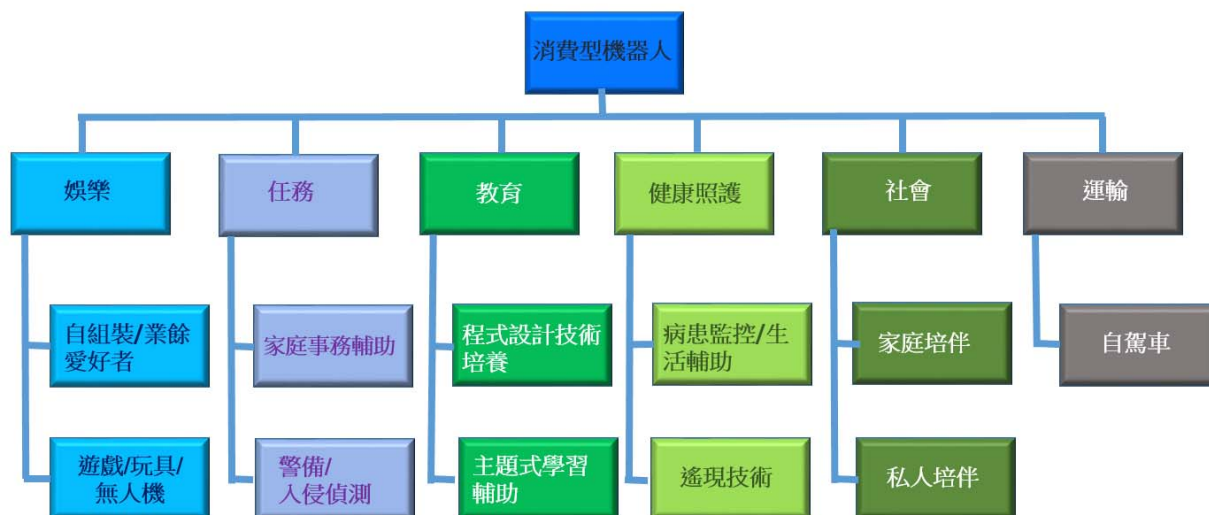 消費型機器人
娛樂
任務
教育
健康照護
社會
運輸
自組裝/業餘
愛好者
家庭事務輔助
程式設計技術
培養
病患監控/生
活輔助
家庭培伴
自駕車
遊戲/玩具/
無人機
警備/
入侵偵測
主題式學習
輔助
遙現技術
私人培伴